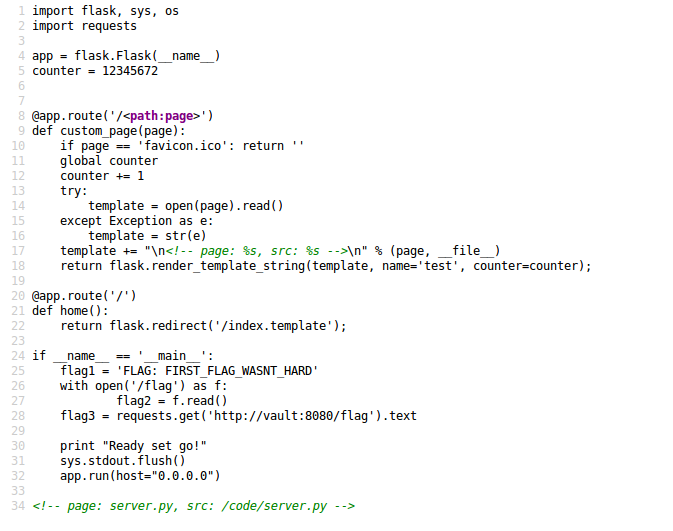 1 import flask, sys, os
2 import requests
3
4 app = flask.Flask(__name__)
5 counter = 12345672
6
7
8 @app.route('/<path:page>')
9 def custom_page(page):
10     if page == 'favicon.ico': return ''
11     global counter
12     counter += 1
13     try:
14         template = open(page).read()
15     except Exception as e:
16         template = str(e)
17     template += "\n<!-- page: %s, src: %s -->\n" % (page, __file__)
18     return flask.render_template_string(template, name='test', counter=counter);
19
20 @app.route('/')
21 def home():
22     return flask.redirect('/index.template');
23
24 if __name__ == '__main__':
25     flag1 = 'FLAG: FIRST_FLAG_WASNT_HARD'
26     with open('/flag') as f:
27             flag2 = f.read()
28     flag3 = requests.get('http://vault:8080/flag').text
29
30     print "Ready set go!"
31     sys.stdout.flush()
32     app.run(host="0.0.0.0")
33
34 <!-- page: server.py, src: /code/server.py -->